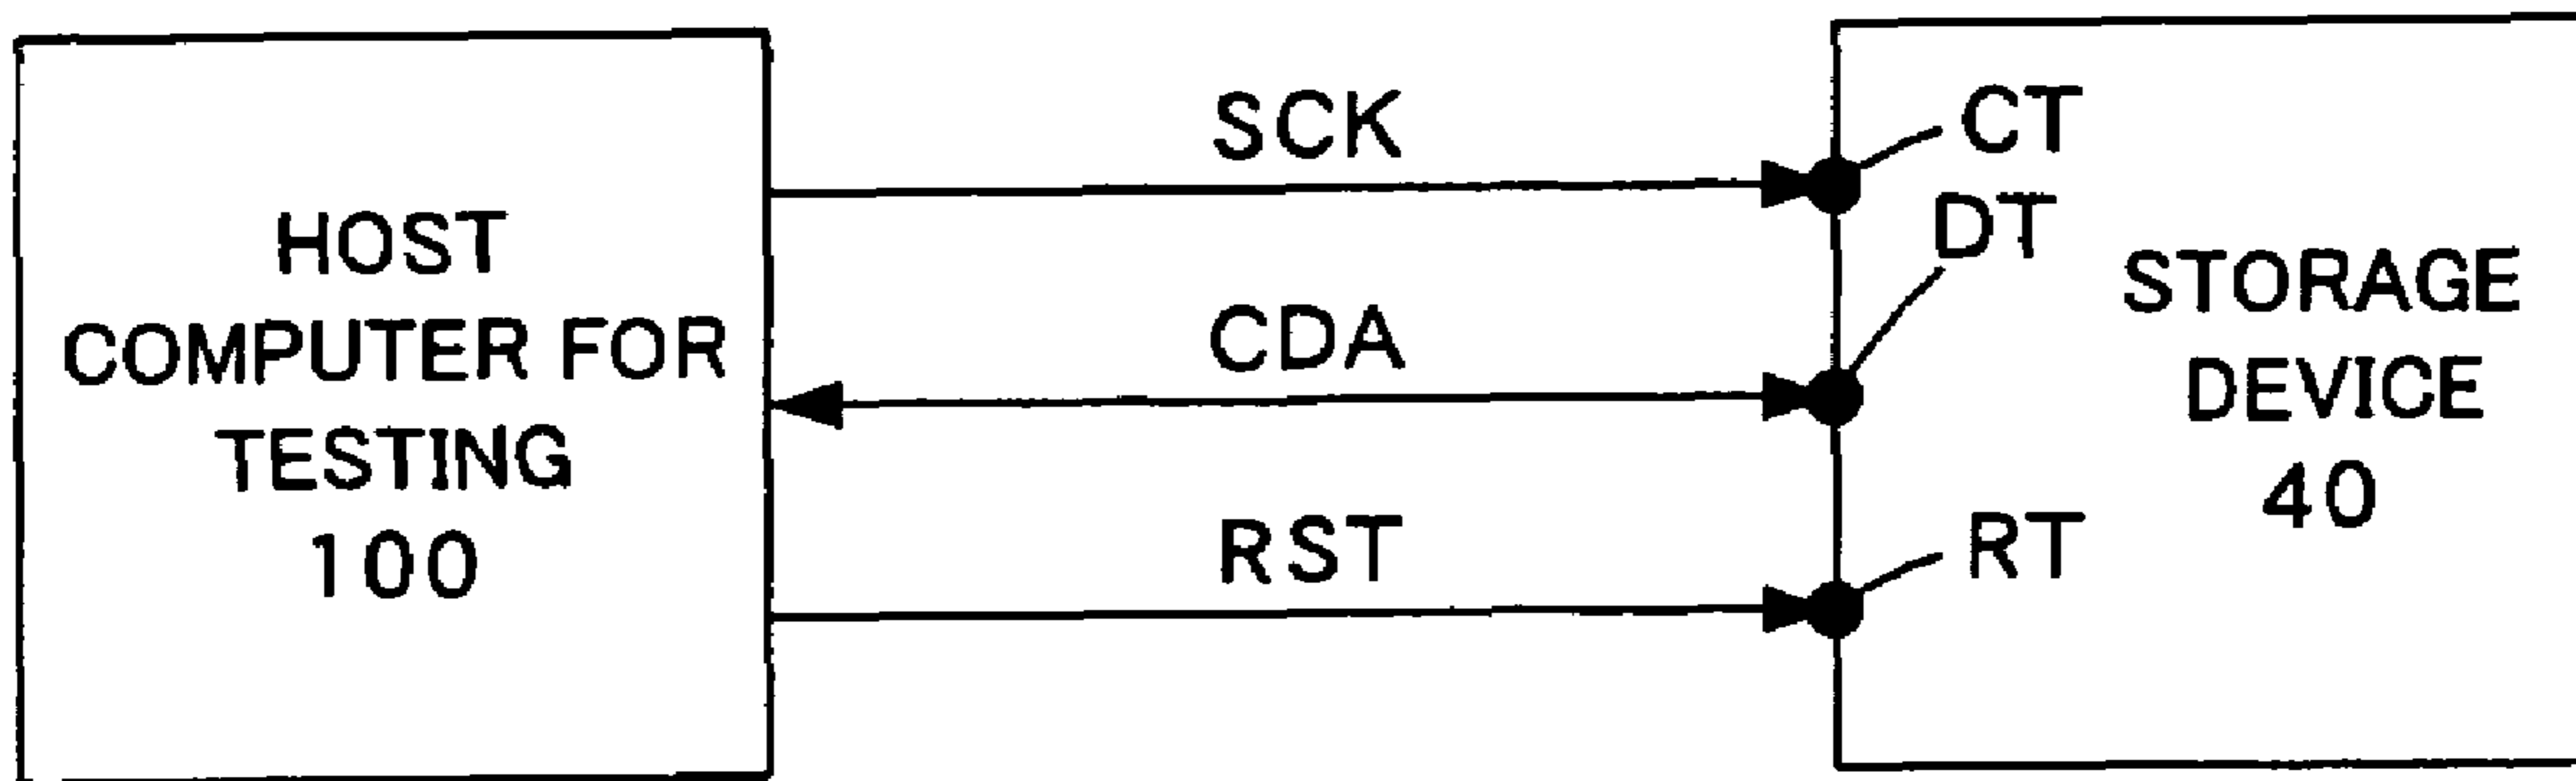 HOST
COMPUTER FOR
TESTING
100
SCK
CDA
RST
CT
DT
RT
STORAGE
DEVICE
40